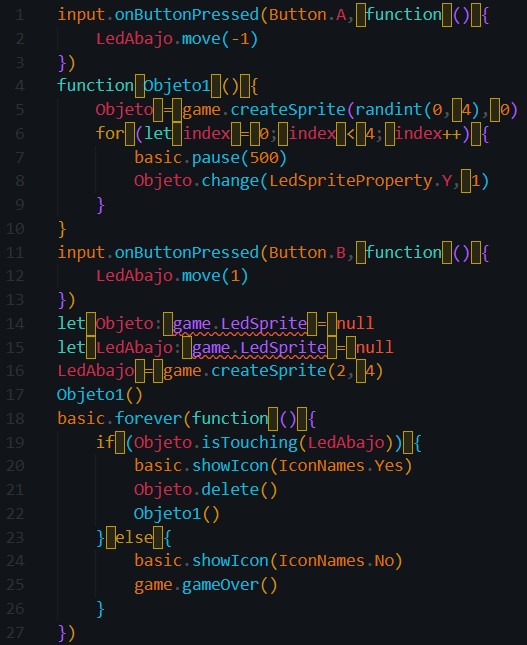 1 input.onButtonPressed(Button.A, function () {
2     LedAbajo.move(-1)
3 })
4 function Objeto1 () {
5     Objeto = game.createSprite(randint(0, 4), 0)
6     for (let index = 0; index < 4; index++) {
7         basic.pause(500)
8         Objeto.change(LedSpriteProperty.Y, 1)
9     }
10 }
11 input.onButtonPressed(Button.B, function () {
12     LedAbajo.move(1)
13 })
14 let Objeto: game.LedSprite = null
15 let LedAbajo: game.LedSprite = null
16 LedAbajo = game.createSprite(2, 4)
17 Objeto1()
18 basic.forever(function () {
19     if (Objeto.isTouching(LedAbajo)) {
20         basic.showIcon(IconNames.Yes)
21         Objeto.delete()
22         Objeto1()
23     } else {
24         basic.showIcon(IconNames.No)
25         game.gameOver()
26     }
27 })